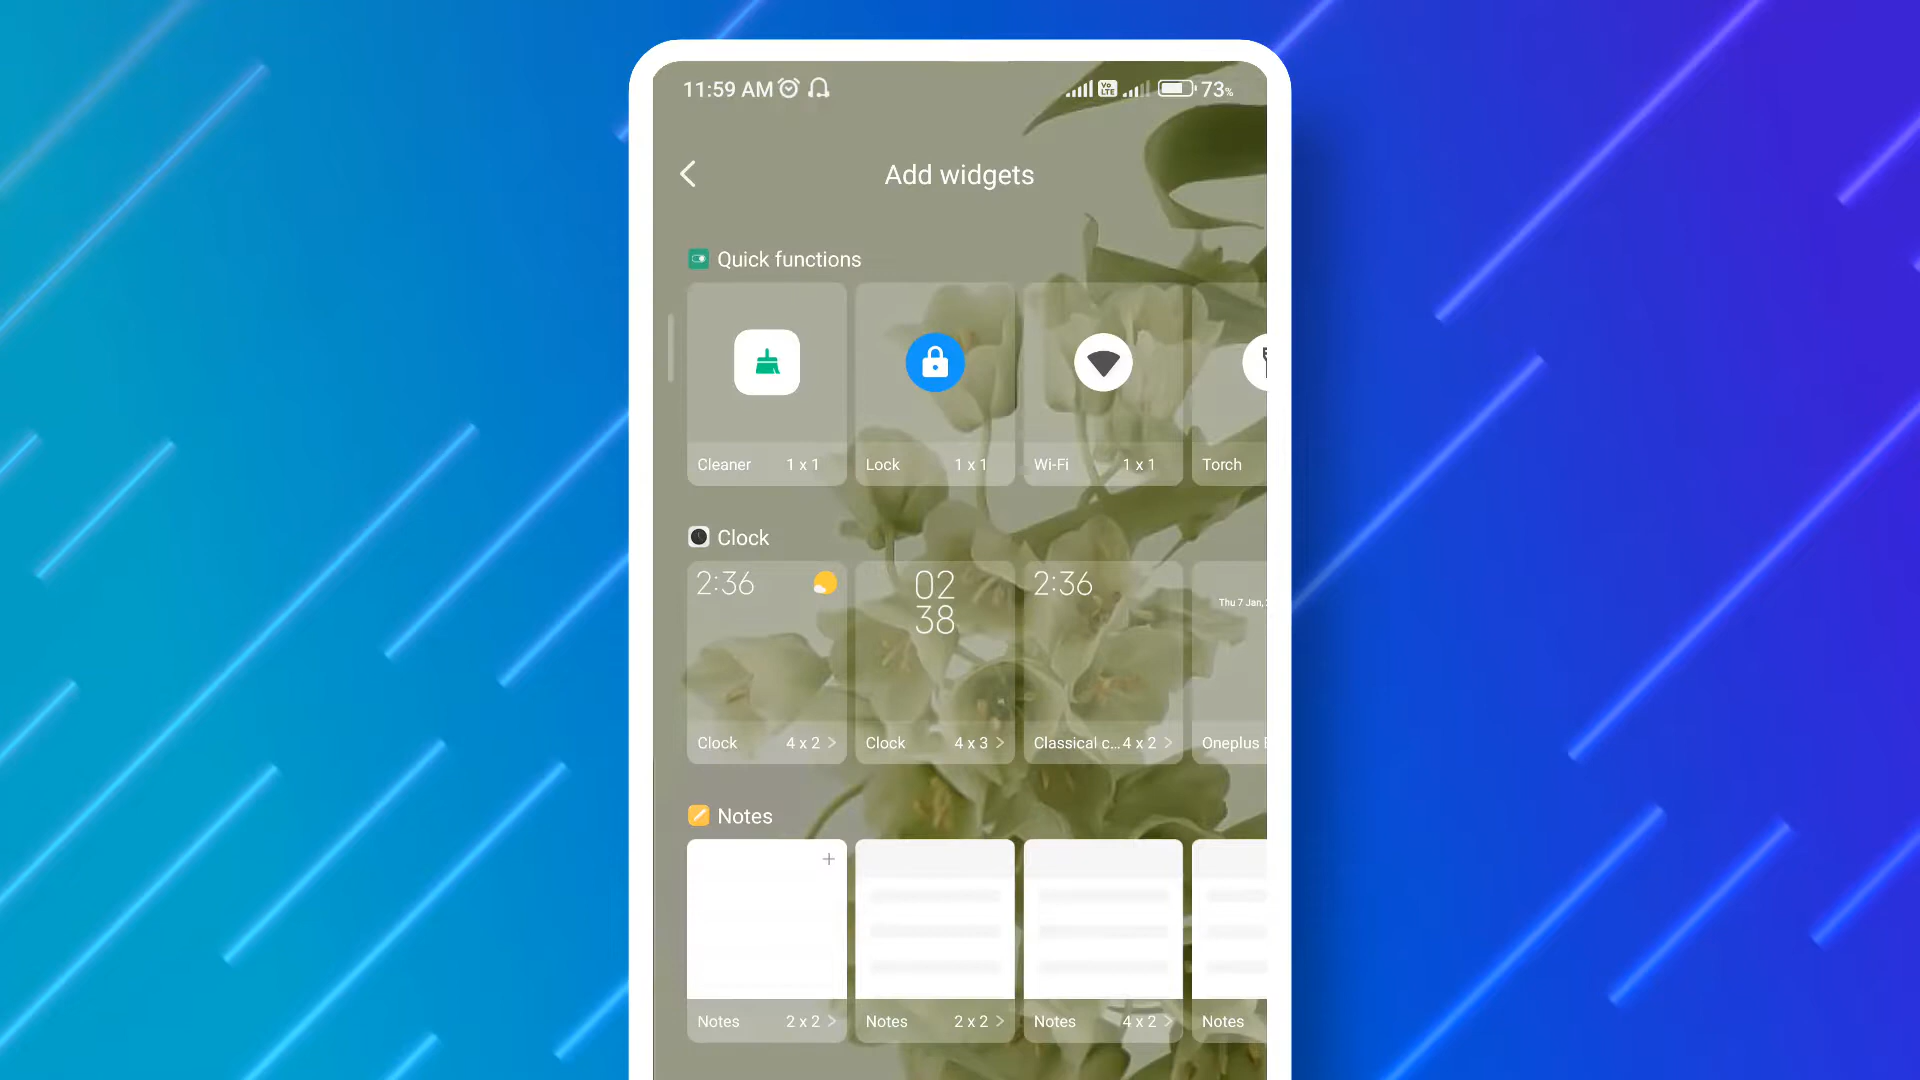 11:59 AM Vo LTE 73%
Add widgets
Quick functions
Cleaner 1 x 1 Lock 1 x 1 Wi-Fi 1 x 1 Torch
Clock
2:36 02 2:36
38
Thu 7 Jan,
Clock 4 x 2 Clock 4 x 3 Classical c... 4 x 2 Oneplus
Notes
Notes 2 x 2 Notes 2 x 2 Notes 4 x 2 Notes